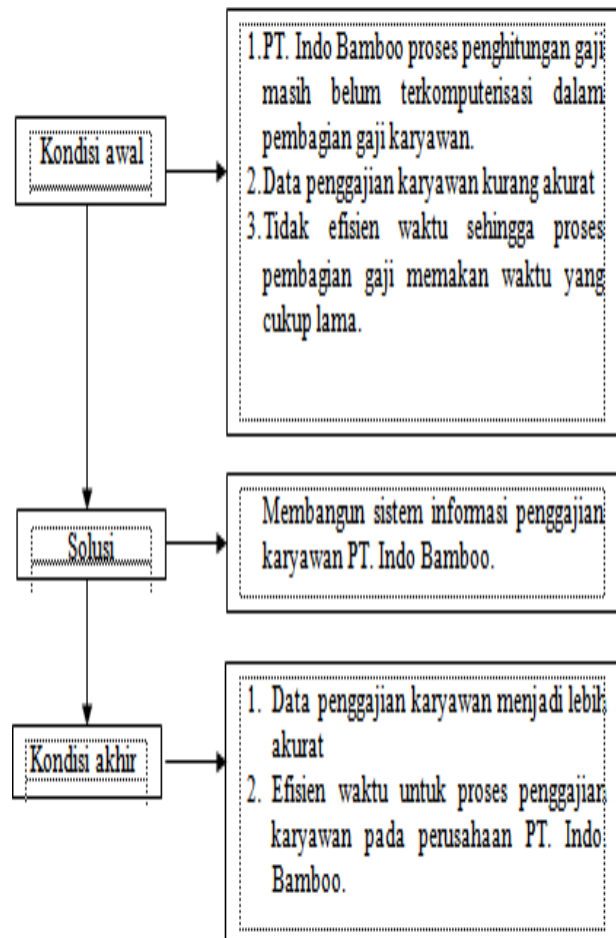 Kondisi awal
1.PT. Indo Bamboo proses penghitungan gaji
masih belum terkomputerisasi dalam
pembagian gaji karyawan.
2.Data penggajian karyawan kurang akurat
3.Tidak efisien waktu sehingga proses
pembagian gaji memakan waktu yang
cukup lama.
Solusi
Membangun sistem informasi penggajian
karyawan PT. Indo Bamboo.
Kondisi akhir
1. Data penggajian karyawan menjadi lebih
akurat
2. Efisien waktu untuk proses penggajian
karyawan pada perusahaan PT. Indo
Bamboo.